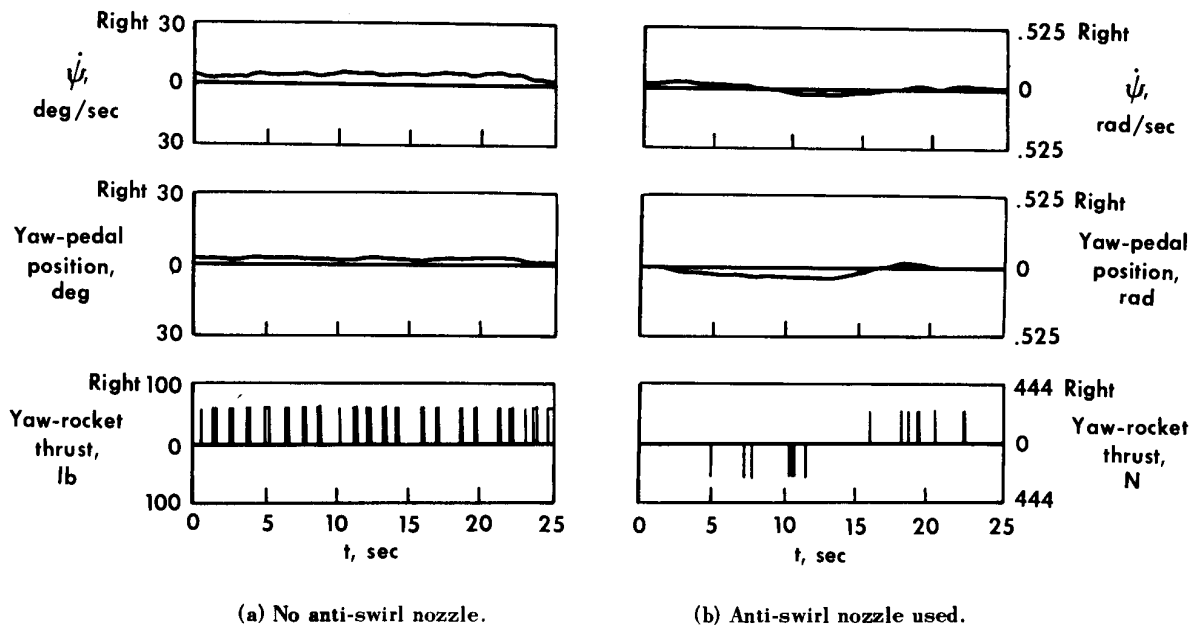 Right 30
ψ̇,
deg/sec
0
30
.525 Right
0
ψ̇,
rad/sec
.525
Right 30
Yaw-pedal
position,
deg
0
30
.525 Right
0
Yaw-pedal
position,
rad
.525
Right 100
Yaw-rocket
thrust,
lb
0
100
0 5 10 15 20 25
t, sec
444 Right
0
Yaw-rocket
thrust,
N
444
0 5 10 15 20 25
t, sec
(a) No anti-swirl nozzle.
(b) Anti-swirl nozzle used.